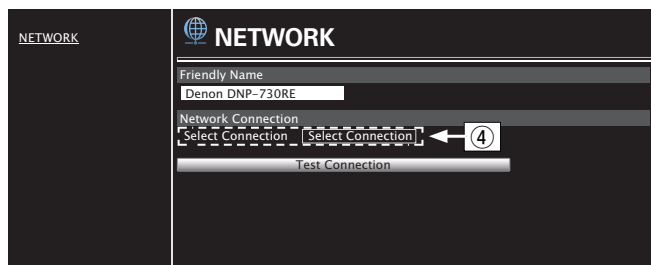 NETWORK
NETWORK
Friendly Name
Denon DNP-730RE
Network Connection
Select Connection Select Connection
④
Test Connection